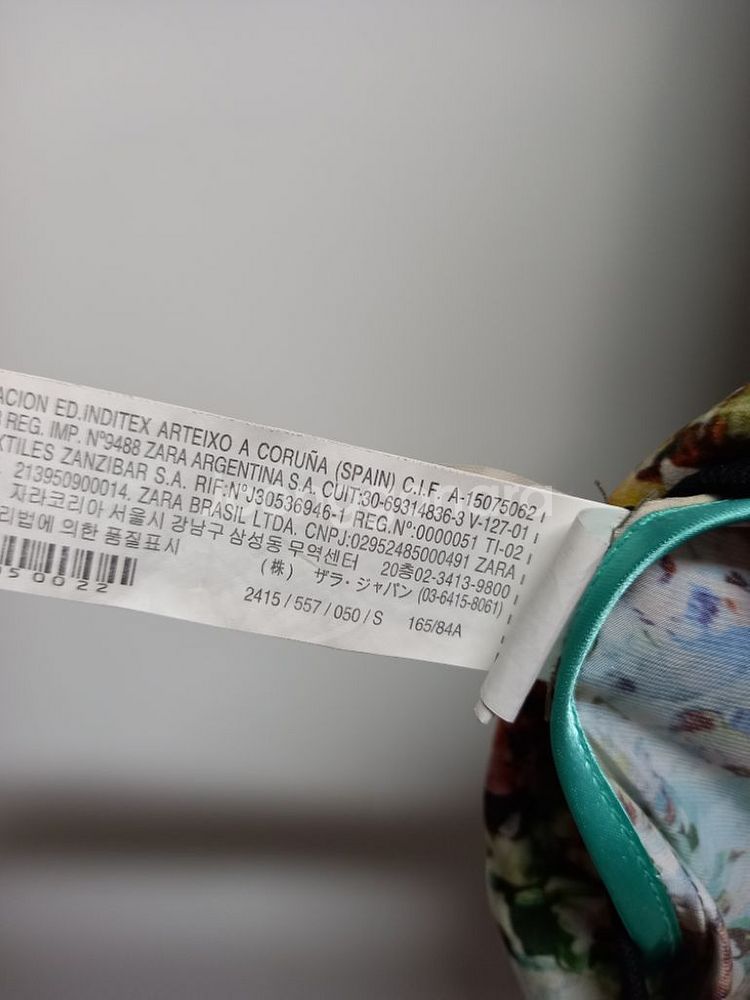 ACION ED.INDITEX ARTEIXO A CORUÑA (SPAIN) C.I.F. A-15075062
REG. IMP. Nº9488 ZARA ARGENTINA S.A. CUIT:30-69314836-3 V-127-01
XTILES ZANZIBAR S.A. RIF:NºJ30536946-1 REG.Nº:0000051 TI-02
213950900014. ZARA BRASIL LTDA. CNPJ:02952485000491 ZARA
자라코리아 서울시 강남구 삼성동 무역센터 20층02-3413-9800
리법에 의한 품질표시 (株) ザラ・ジャパン (03-6415-8061)
50022
2415 / 557 / 050 / S 165/84A